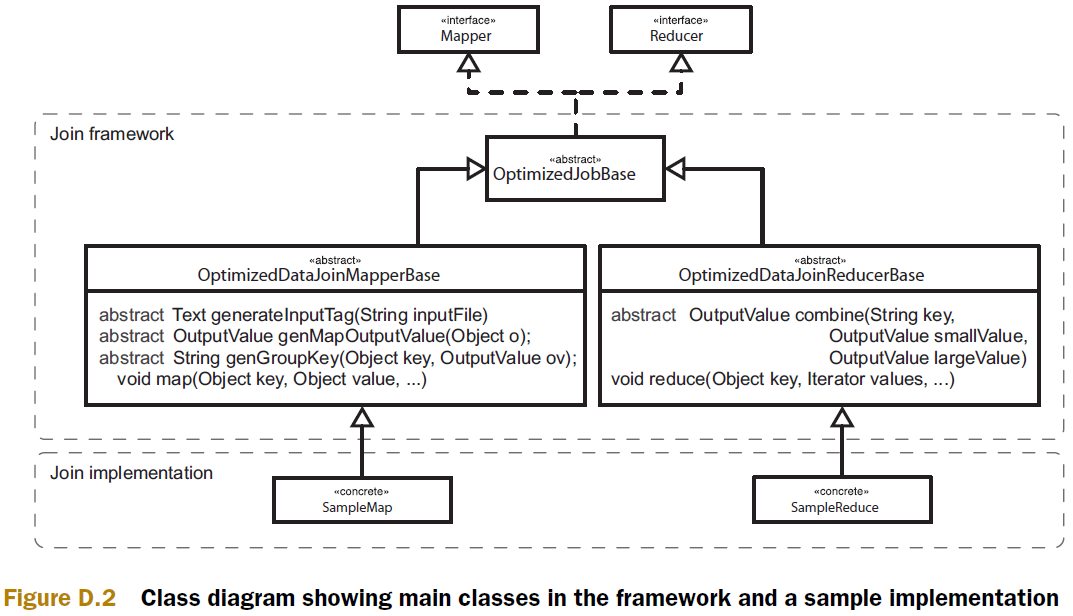 «interface»
Mapper
«interface»
Reducer
Join framework
«abstract»
OptimizedJobBase
«abstract»
OptimizedDataJoinMapperBase
abstract Text generateInputTag(String inputFile)
abstract OutputValue genMapOutputValue(Object o);
abstract String genGroupKey(Object key, OutputValue ov);
void map(Object key, Object value, ...)
«abstract»
OptimizedDataJoinReducerBase
abstract OutputValue combine(String key,
OutputValue smallValue,
OutputValue largeValue)
void reduce(Object key, Iterator values, ...)
Join implementation
«concrete»
SampleMap
«concrete»
SampleReduce
Figure D.2 Class diagram showing main classes in the framework and a sample implementation